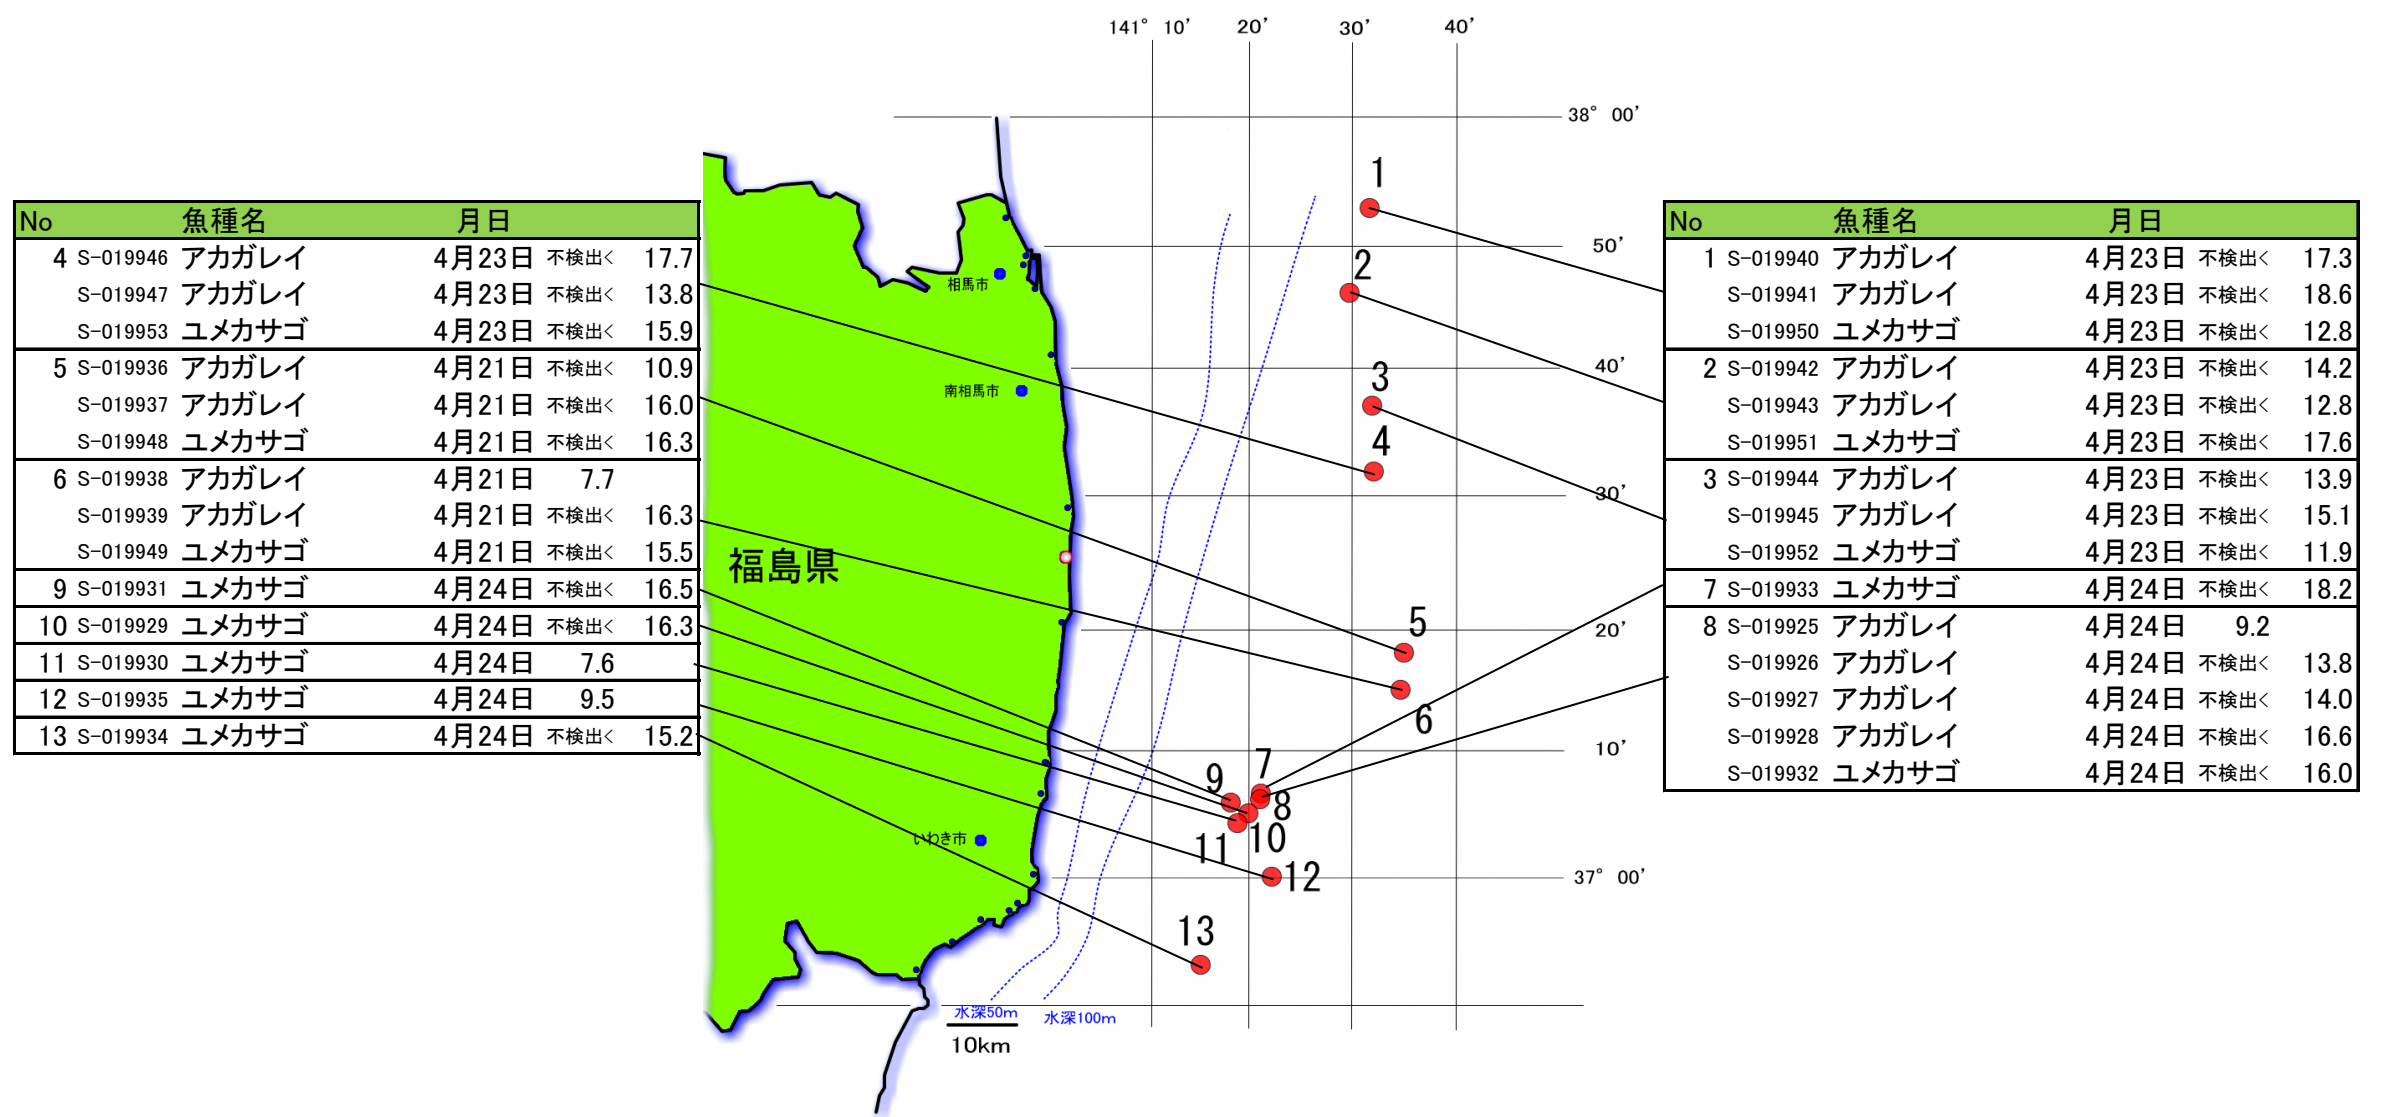 No 魚種名 月日
4 S-019946 アカガレイ 4月23日 不検出< 17.7
S-019947 アカガレイ 4月23日 不検出< 13.8
S-019953 ユメカサゴ 4月23日 不検出< 15.9
5 S-019936 アカガレイ 4月21日 不検出< 10.9
S-019937 アカガレイ 4月21日 不検出< 16.0
S-019948 ユメカサゴ 4月21日 不検出< 16.3
6 S-019938 アカガレイ 4月21日 7.7
S-019939 アカガレイ 4月21日 不検出< 16.3
S-019949 ユメカサゴ 4月21日 不検出< 15.5
9 S-019931 ユメカサゴ 4月24日 不検出< 16.5
10 S-019929 ユメカサゴ 4月24日 不検出< 16.3
11 S-019930 ユメカサゴ 4月24日 7.6
12 S-019935 ユメカサゴ 4月24日 9.5
13 S-019934 ユメカサゴ 4月24日 不検出< 15.2
141° 10’ 20’ 30’ 40’
38° 00’
50’
40’
30’
20’
10’
37° 00’
1
2
3
4
5
6
7
8
9
10
11
12
13
相馬市
南相馬市
福島県
いわき市
水深50m
水深100m
10km
No 魚種名 月日
1 S-019940 アカガレイ 4月23日 不検出< 17.3
S-019941 アカガレイ 4月23日 不検出< 18.6
S-019950 ユメカサゴ 4月23日 不検出< 12.8
2 S-019942 アカガレイ 4月23日 不検出< 14.2
S-019943 アカガレイ 4月23日 不検出< 12.8
S-019951 ユメカサゴ 4月23日 不検出< 17.6
3 S-019944 アカガレイ 4月23日 不検出< 13.9
S-019945 アカガレイ 4月23日 不検出< 15.1
S-019952 ユメカサゴ 4月23日 不検出< 11.9
7 S-019933 ユメカサゴ 4月24日 不検出< 18.2
8 S-019925 アカガレイ 4月24日 9.2
S-019926 アカガレイ 4月24日 不検出< 13.8
S-019927 アカガレイ 4月24日 不検出< 14.0
S-019928 アカガレイ 4月24日 不検出< 16.6
S-019932 ユメカサゴ 4月24日 不検出< 16.0